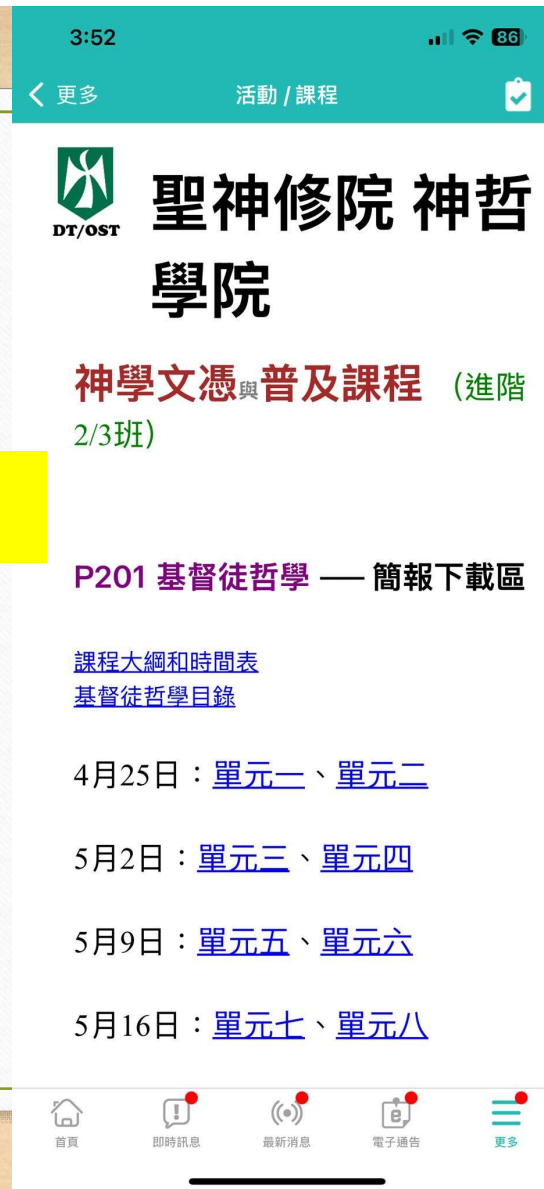 3:52
86
更多
活動 / 課程
DT/OST
聖神修院 神哲
學院
神學文憑與普及課程 （進階
2/3班）
P201 基督徒哲學 —— 簡報下載區
課程大綱和時間表
基督徒哲學目錄
4月25日：單元一、單元二
5月2日：單元三、單元四
5月9日：單元五、單元六
5月16日：單元七、單元八
首頁
即時訊息
最新消息
e
電子通告
更多